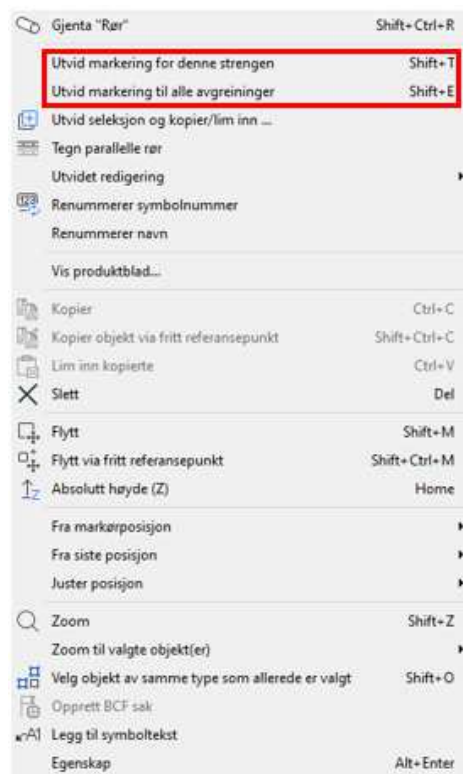 Gjenta "Rør" Shift+Ctrl+R
Utvid markering for denne strengen Shift+T
Utvid markering til alle avgreininger Shift+E
Utvid seleksjon og kopier/lim inn ...
Tegn parallelle rør
Utvidet redigering
123 Renummerer symbolnummer
Renummerer navn
Vis produktblad...
Kopier Ctrl+C
Kopier objekt via fritt referansepunkt Shift+Ctrl+C
Lim inn kopierte Ctrl+V
Slett Del
Flytt Shift+M
Flytt via fritt referansepunkt Shift+Ctrl+M
Z Absolutt høyde (Z) Home
Fra markørposisjon
Fra siste posisjon
Juster posisjon
Zoom Shift+Z
Zoom til valgte objekt(er)
Velg objekt av samme type som allerede er valgt Shift+O
Opprett BCF sak
A1 Legg til symboltekst
Egenskap Alt+Enter